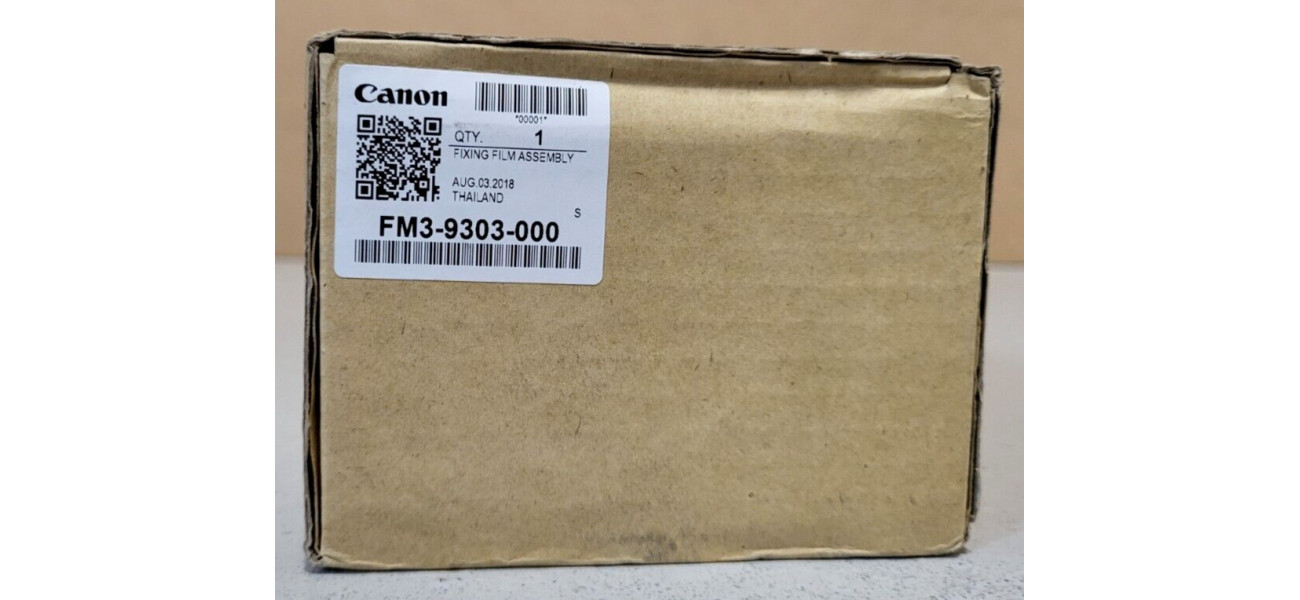 Canon
*00001*
QTY. 1
FIXING FILM ASSEMBLY
AUG.03.2018
THAILAND
S
FM3-9303-000